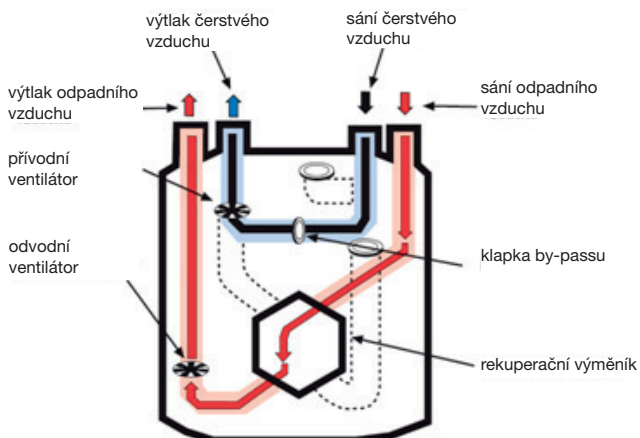 výtlak čerstvého
vzduchu
sání čerstvého
vzduchu
výtlak odpadního
vzduchu
sání odpadního
vzduchu
přívodní
ventilátor
odvodní
ventilátor
klapka by-passu
rekuperační výměník